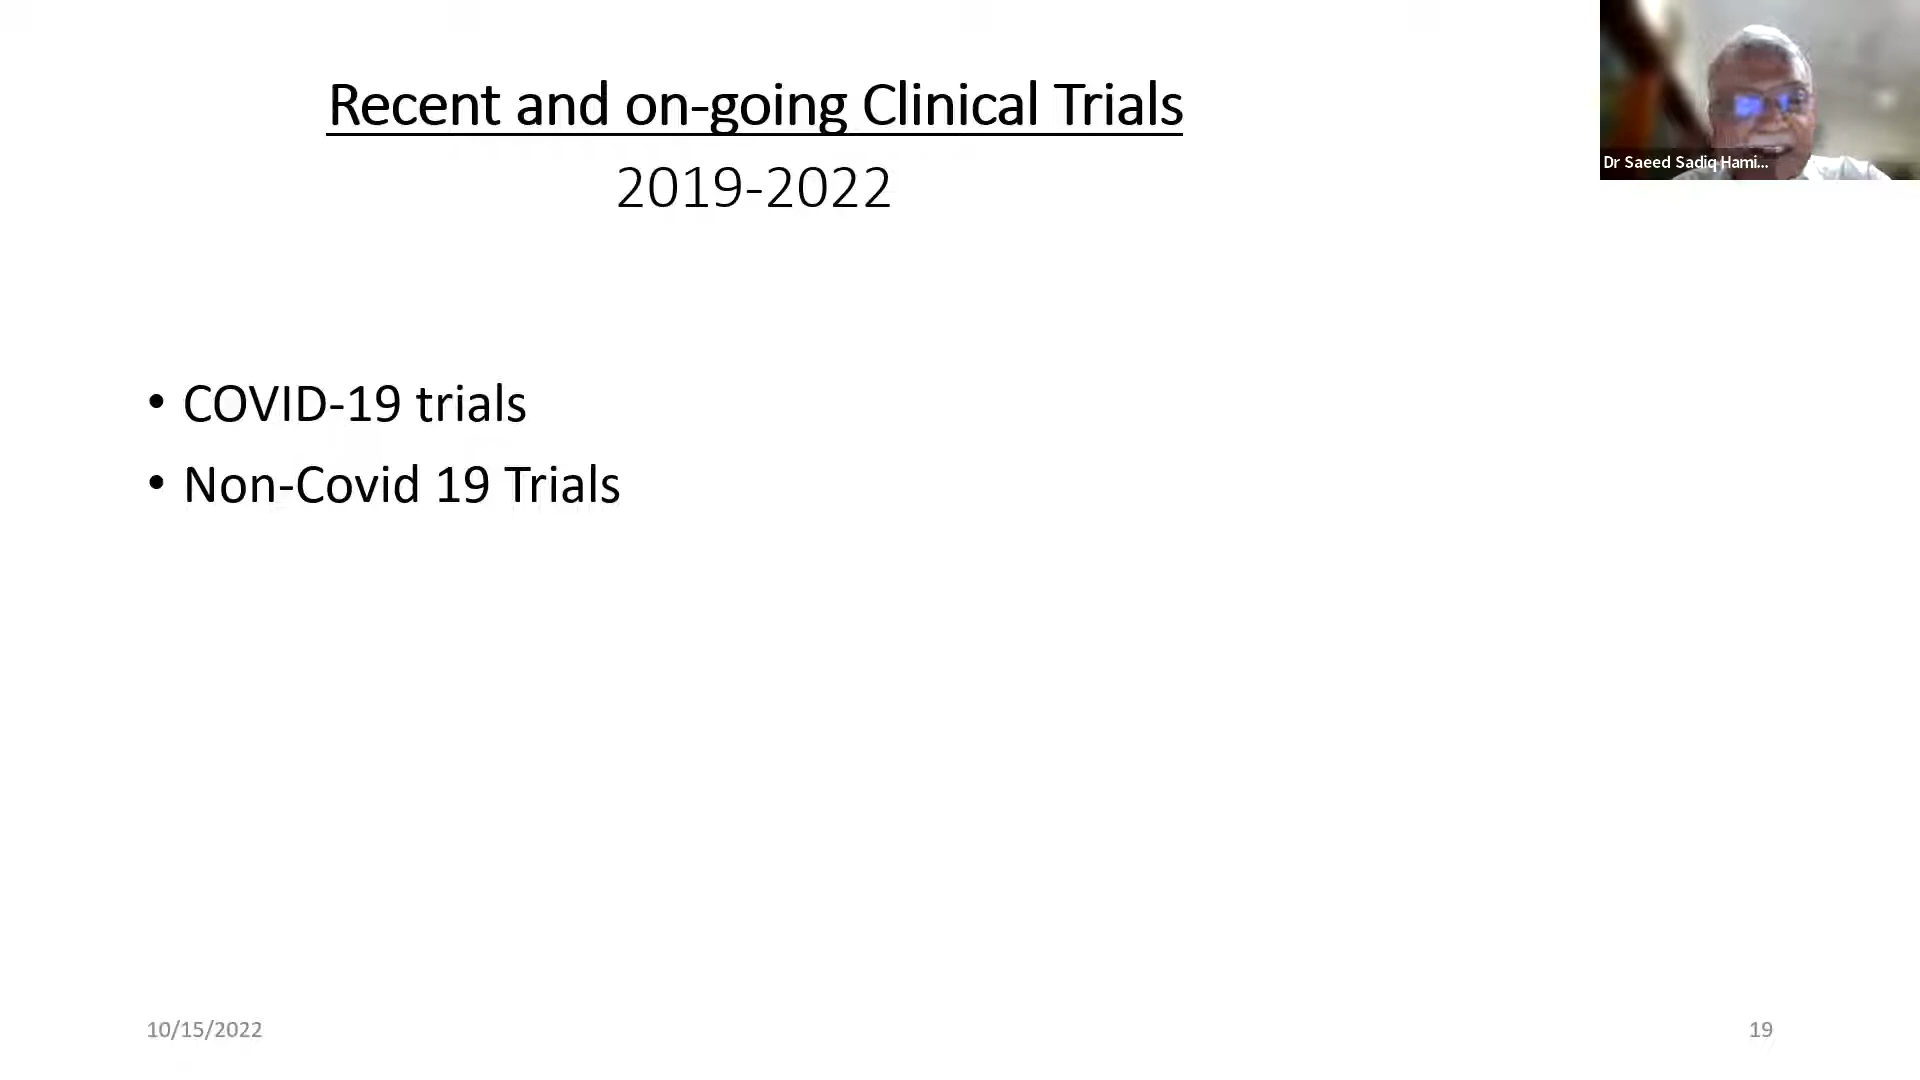 Recent and on-going Clinical Trials
2019-2022
Dr Saeed Sadiq Hami...
• COVID-19 trials
• Non-Covid 19 Trials
10/15/2022
19